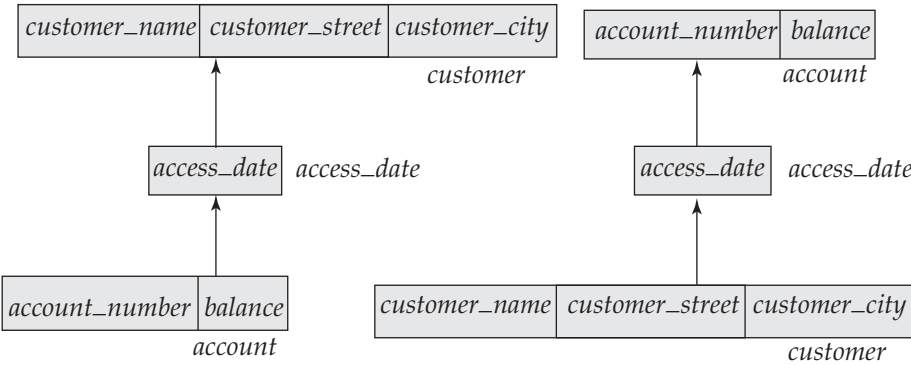 customer_name customer_street customer_city
customer
access_date access_date
account_number balance
account
account_number balance
account
access_date access_date
customer_name customer_street customer_city
customer